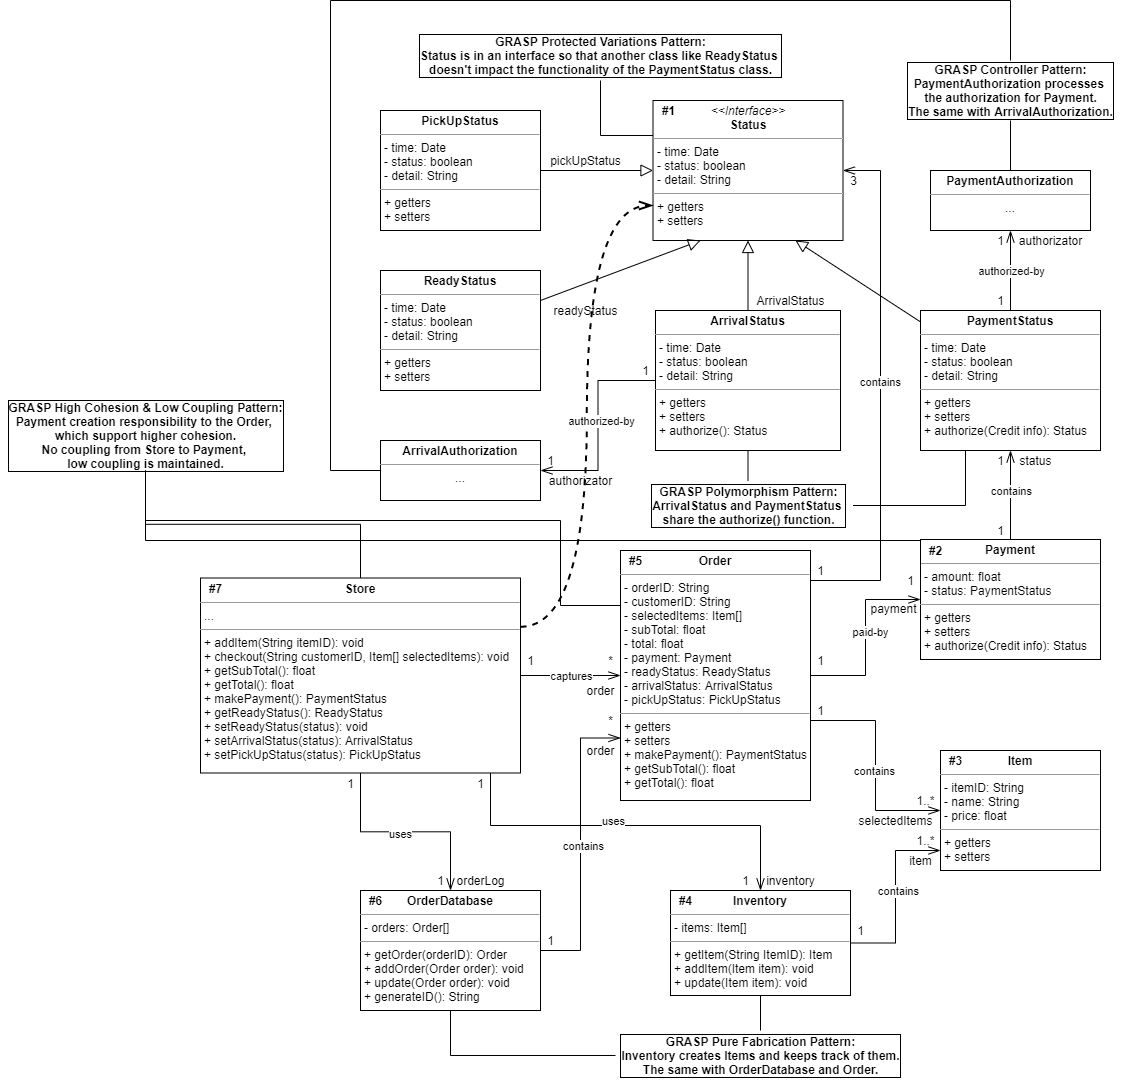 GRASP Protected Variations Pattern:
Status is in an interface so that another class like ReadyStatus
doesn't impact the functionality of the PaymentStatus class.
GRASP Controller Pattern:
PaymentAuthorization processes
the authorization for Payment.
The same with ArrivalAuthorization.
PickUpStatus
- time: Date
- status: boolean
- detail: String
+ getters
+ setters
pickUpStatus
#1
<<Interface>>
Status
- time: Date
- status: boolean
- detail: String
+ getters
+ setters
3
PaymentAuthorization
...
1
authorizator
authorized-by
1
ReadyStatus
- time: Date
- status: boolean
- detail: String
+ getters
+ setters
readyStatus
ArrivalStatus
ArrivalStatus
- time: Date
- status: boolean
- detail: String
+ getters
+ setters
+ authorize(): Status
PaymentStatus
- time: Date
- status: boolean
- detail: String
+ getters
+ setters
+ authorize(Credit info): Status
1
authorized-by
1
authorizator
contains
GRASP High Cohesion & Low Coupling Pattern:
Payment creation responsibility to the Order,
which support higher cohesion.
No coupling from Store to Payment,
low coupling is maintained.
ArrivalAuthorization
...
GRASP Polymorphism Pattern:
ArrivalStatus and PaymentStatus
share the authorize() function.
1
status
contains
1
#7
Store
...
+ addItem(String itemID): void
+ checkout(String customerID, Item[] selectedItems): void
+ getSubTotal(): float
+ getTotal(): float
+ makePayment(): PaymentStatus
+ getReadyStatus(): ReadyStatus
+ setReadyStatus(status): void
+ setArrivalStatus(status): ArrivalStatus
+ setPickUpStatus(status): PickUpStatus
1
captures
*
order
#5
Order
- orderID: String
- customerID: String
- selectedItems: Item[]
- subTotal: float
- total: float
- payment: Payment
- readyStatus: ReadyStatus
- arrivalStatus: ArrivalStatus
- pickUpStatus: PickUpStatus
+ getters
+ setters
+ makePayment(): PaymentStatus
+ getSubTotal(): float
+ getTotal(): float
1
1
payment
paid-by
1
#2
Payment
- amount: float
- status: PaymentStatus
+ getters
+ setters
+ authorize(Credit info): Status
1
contains
1..*
selectedItems
#3
Item
- itemID: String
- name: String
- price: float
+ getters
+ setters
1..*
item
contains
1
*
order
contains
1
1
uses
1
orderLog
1
uses
1
inventory
#6
OrderDatabase
- orders: Order[]
+ getOrder(orderID): Order
+ addOrder(Order order): void
+ update(Order order): void
+ generateID(): String
#4
Inventory
- items: Item[]
+ getItem(String ItemID): Item
+ addItem(Item item): void
+ update(Item item): void
GRASP Pure Fabrication Pattern:
Inventory creates Items and keeps track of them.
The same with OrderDatabase and Order.